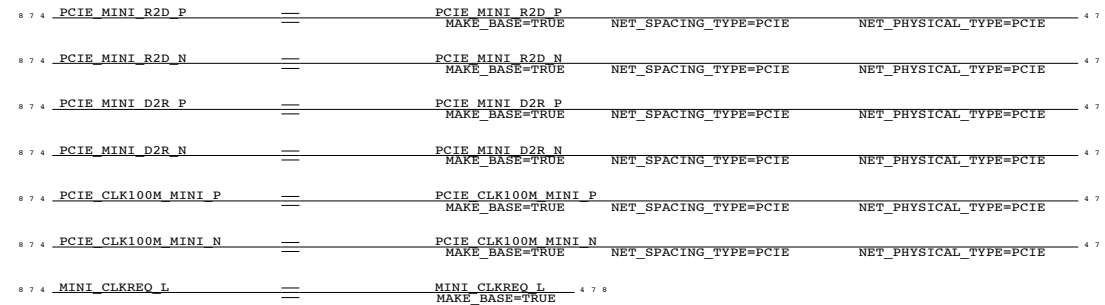 8 7 4 PCIE_MINI_R2D_P PCIE_MINI_R2D_P 4 7
MAKE_BASE=TRUE NET_SPACING_TYPE=PCIE NET_PHYSICAL_TYPE=PCIE
8 7 4 PCIE_MINI_R2D_N PCIE_MINI_R2D_N 4 7
MAKE_BASE=TRUE NET_SPACING_TYPE=PCIE NET_PHYSICAL_TYPE=PCIE
8 7 4 PCIE_MINI_D2R_P PCIE_MINI_D2R_P 4 7
MAKE_BASE=TRUE NET_SPACING_TYPE=PCIE NET_PHYSICAL_TYPE=PCIE
8 7 4 PCIE_MINI_D2R_N PCIE_MINI_D2R_N 4 7
MAKE_BASE=TRUE NET_SPACING_TYPE=PCIE NET_PHYSICAL_TYPE=PCIE
8 7 4 PCIE_CLK100M_MINI_P PCIE_CLK100M_MINI_P 4 7
MAKE_BASE=TRUE NET_SPACING_TYPE=PCIE NET_PHYSICAL_TYPE=PCIE
8 7 4 PCIE_CLK100M_MINI_N PCIE_CLK100M_MINI_N 4 7
MAKE_BASE=TRUE NET_SPACING_TYPE=PCIE NET_PHYSICAL_TYPE=PCIE
8 7 4 MINI_CLKREQ_L MINI_CLKREQ_L 4 7 8
MAKE_BASE=TRUE